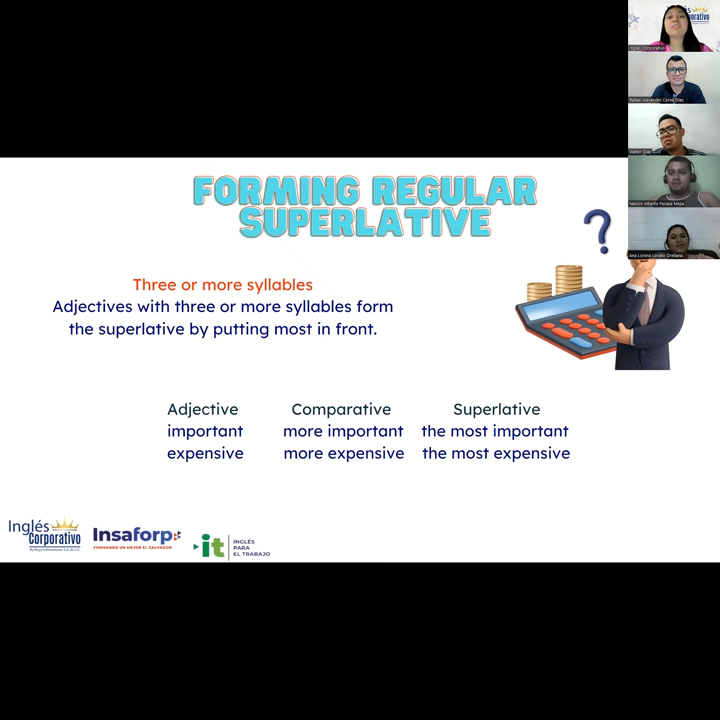 FORMING REGULAR
SUPERLATIVE
?
Three or more syllables
Adjectives with three or more syllables form
the superlative by putting most in front.
Adjective Comparative Superlative
important more important the most important
expensive more expensive the most expensive
Inglés
Corporativo
Insaforp
FORMANDO UN MEJOR EL SALVADOR
it
INGLÉS
PARA
EL TRABAJO
Inglés Corporativo
Rafael Alexander Cerna Díaz
Nelson Alberto Peraza Mejía
Ana Lorena Lovato Orellana